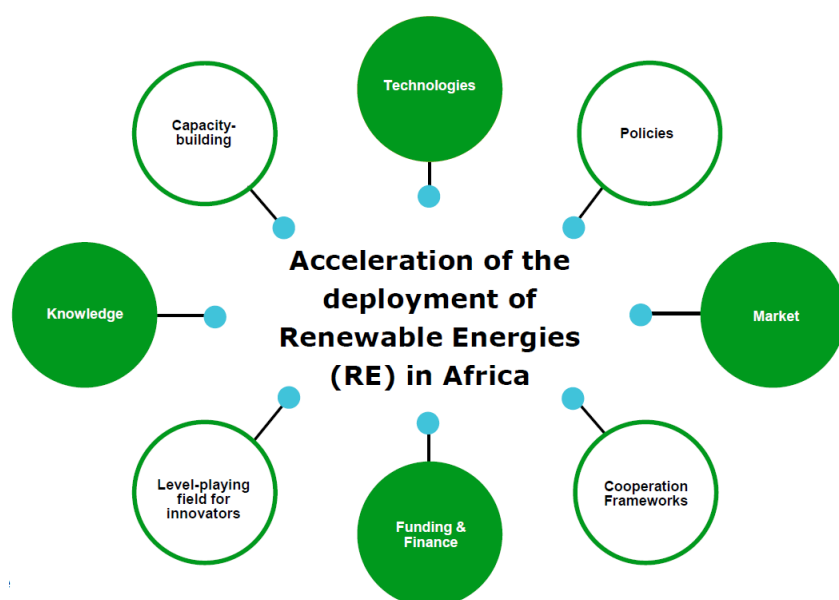 Technologies
Capacity-
building
Policies
Acceleration of the
deployment of
Renewable Energies
(RE) in Africa
Knowledge
Market
Level-playing
field for
innovators
Funding &
Finance
Cooperation
Frameworks